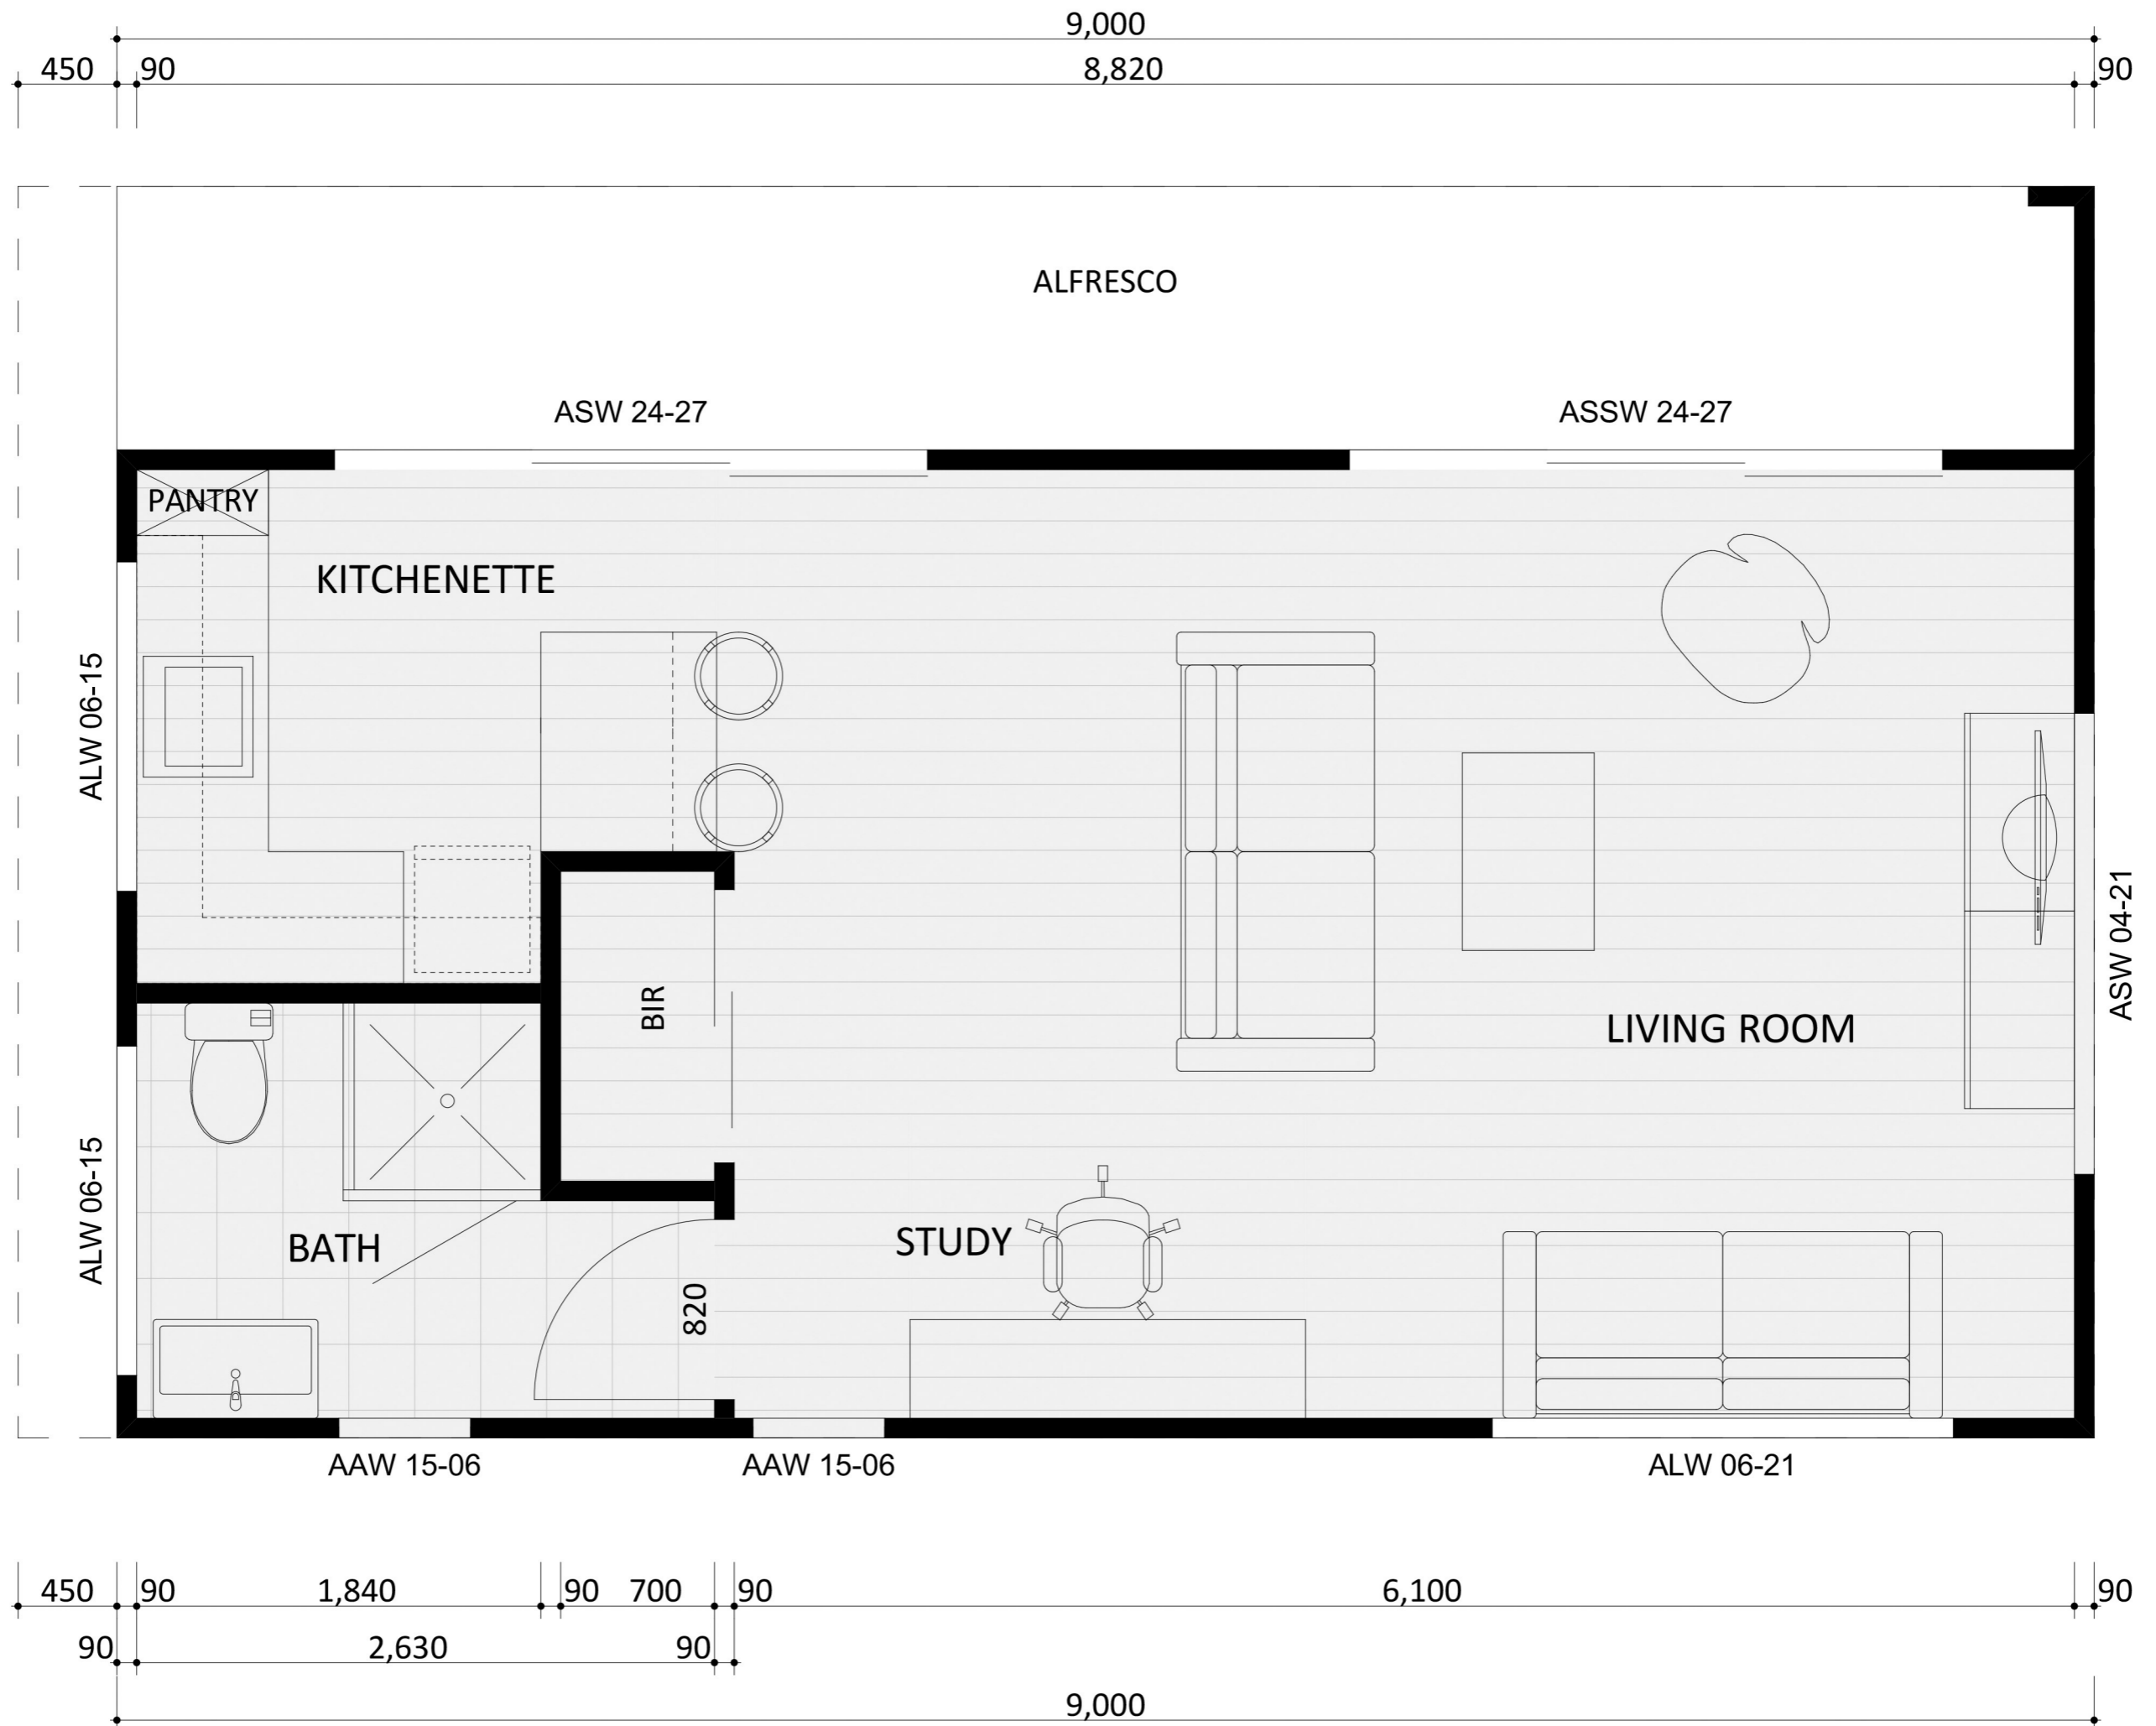 9,000
450 90 8,820 90
ALFRESCO
ASW 24-27
ASSW 24-27
PANTRY
KITCHENETTE
ALW 06-15
BIR
LIVING ROOM
ASW 04-21
ALW 06-15
BATH
820
STUDY
AAW 15-06
AAW 15-06
ALW 06-21
450 90 1,840 90 700 90 6,100 90
90 2,630 90
9,000